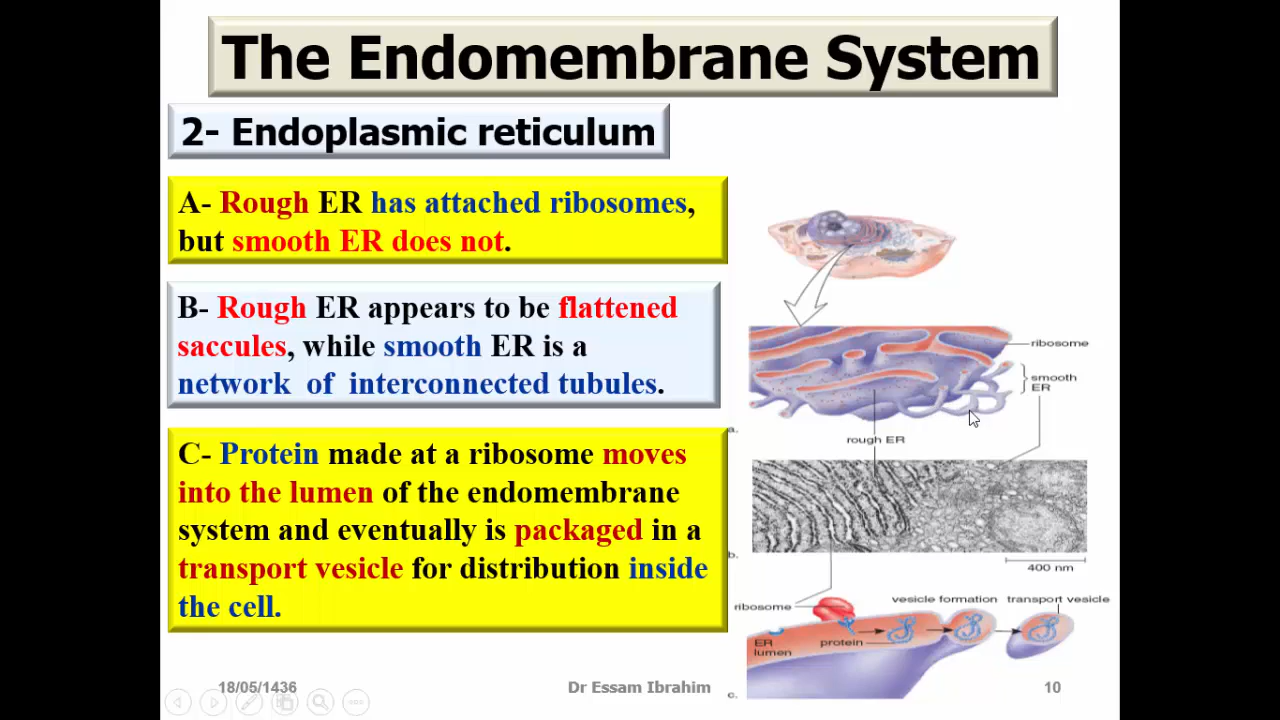 The Endomembrane System
2- Endoplasmic reticulum
A- Rough ER has attached ribosomes,
but smooth ER does not.
B- Rough ER appears to be flattened
saccules, while smooth ER is a
network of interconnected tubules.
C- Protein made at a ribosome moves
into the lumen of the endomembrane
system and eventually is packaged in a
transport vesicle for distribution inside
the cell.
ribosome
smooth
ER
a.
rough ER
b.
400 nm
ribosome
vesicle formation
transport vesicle
protein
ER
lumen
c.
18/05/1436
Dr Essam Ibrahim
10